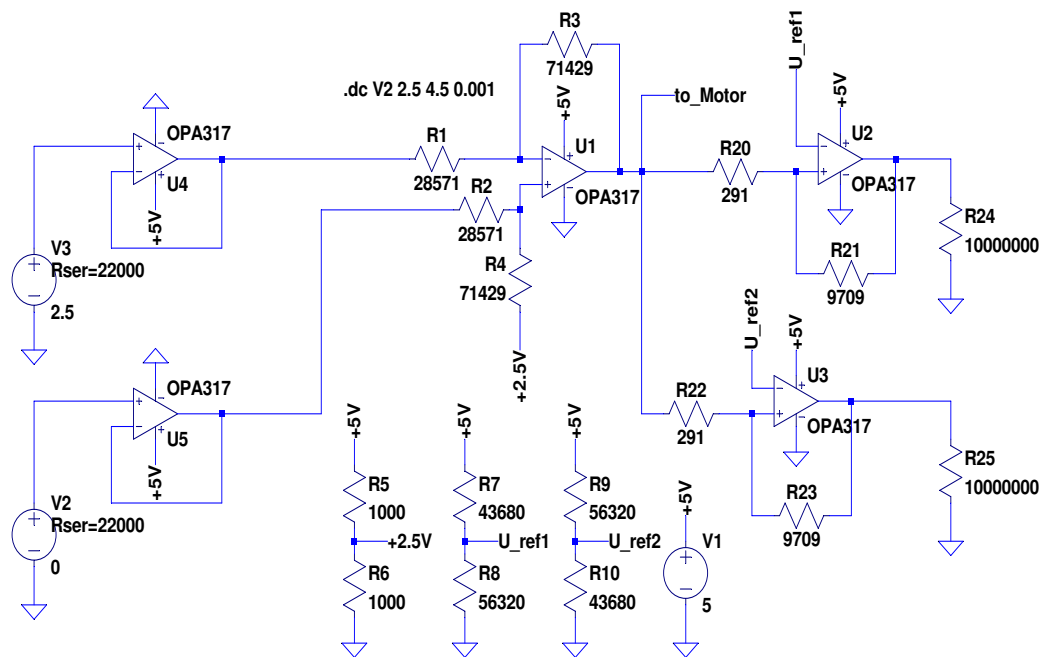 R3
71429
U_ref1
.dc V2 2.5 4.5 0.001
+5V
to_Motor
+5V
OPA317
U4
+5V
R1
28571
U1
OPA317
R20
291
U2
OPA317
R2
28571
R24
10000000
V3
Rser=22000
2.5
R4
71429
+2.5V
R21
9709
U_ref2
+5V
OPA317
U5
+5V
U3
OPA317
R22
291
R25
10000000
R23
9709
V2
Rser=22000
0
+5V
R5
1000
+2.5V
R6
1000
+5V
R7
43680
U_ref1
R8
56320
+5V
R9
56320
U_ref2
R10
43680
+5V
V1
5